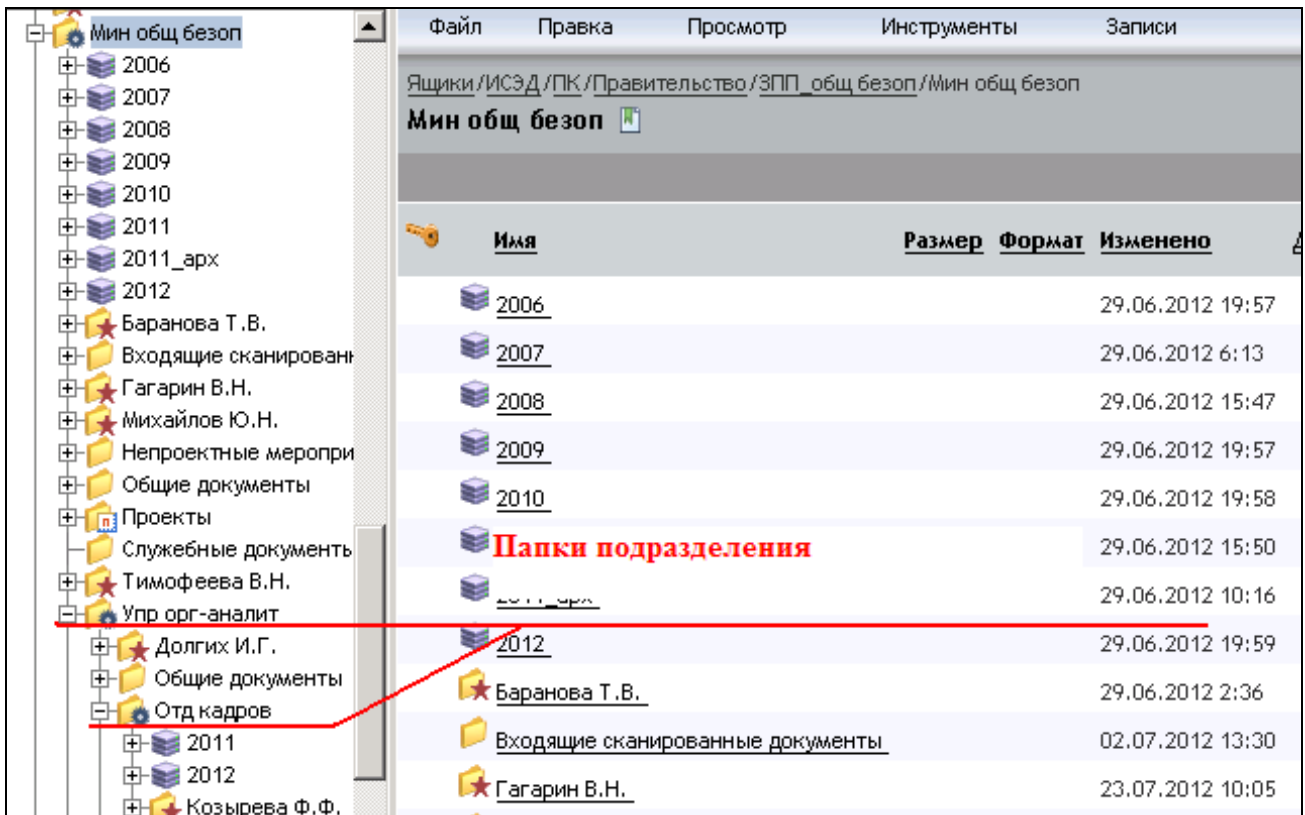 Мин общ безоп
2006
2007
2008
2009
2010
2011
2011_арх
2012
Баранова Т.В.
Входящие сканирован
Гагарин В.Н.
Михайлов Ю.Н.
Непроектные меропри
Общие документы
Проекты
Служебные документь
Тимофеева В.Н.
Упр орг-аналит
Долгих И.Г.
Общие документы
Отд кадров
2011
2012
Козырева Ф.Ф.
Файл Правка Просмотр Инструменты Записи
Ящики/ИСЭД/ПК/Правительство/ЗПП_общ безоп/Мин общ безоп
Мин общ безоп
Имя Размер Формат Изменено
2006 29.06.2012 19:57
2007 29.06.2012 6:13
2008 29.06.2012 15:47
2009 29.06.2012 19:57
2010 29.06.2012 19:58
Папки подразделения 29.06.2012 15:50
29.06.2012 10:16
2012 29.06.2012 19:59
Баранова Т.В. 29.06.2012 2:36
Входящие сканированные документы 02.07.2012 13:30
Гагарин В.Н. 23.07.2012 10:05